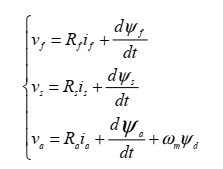 v_f = R_f i_f + dψ_f/dt
v_s = R_s i_s + dψ_s/dt
v_a = R_a i_a + dψ_a/dt + ω_m ψ_d